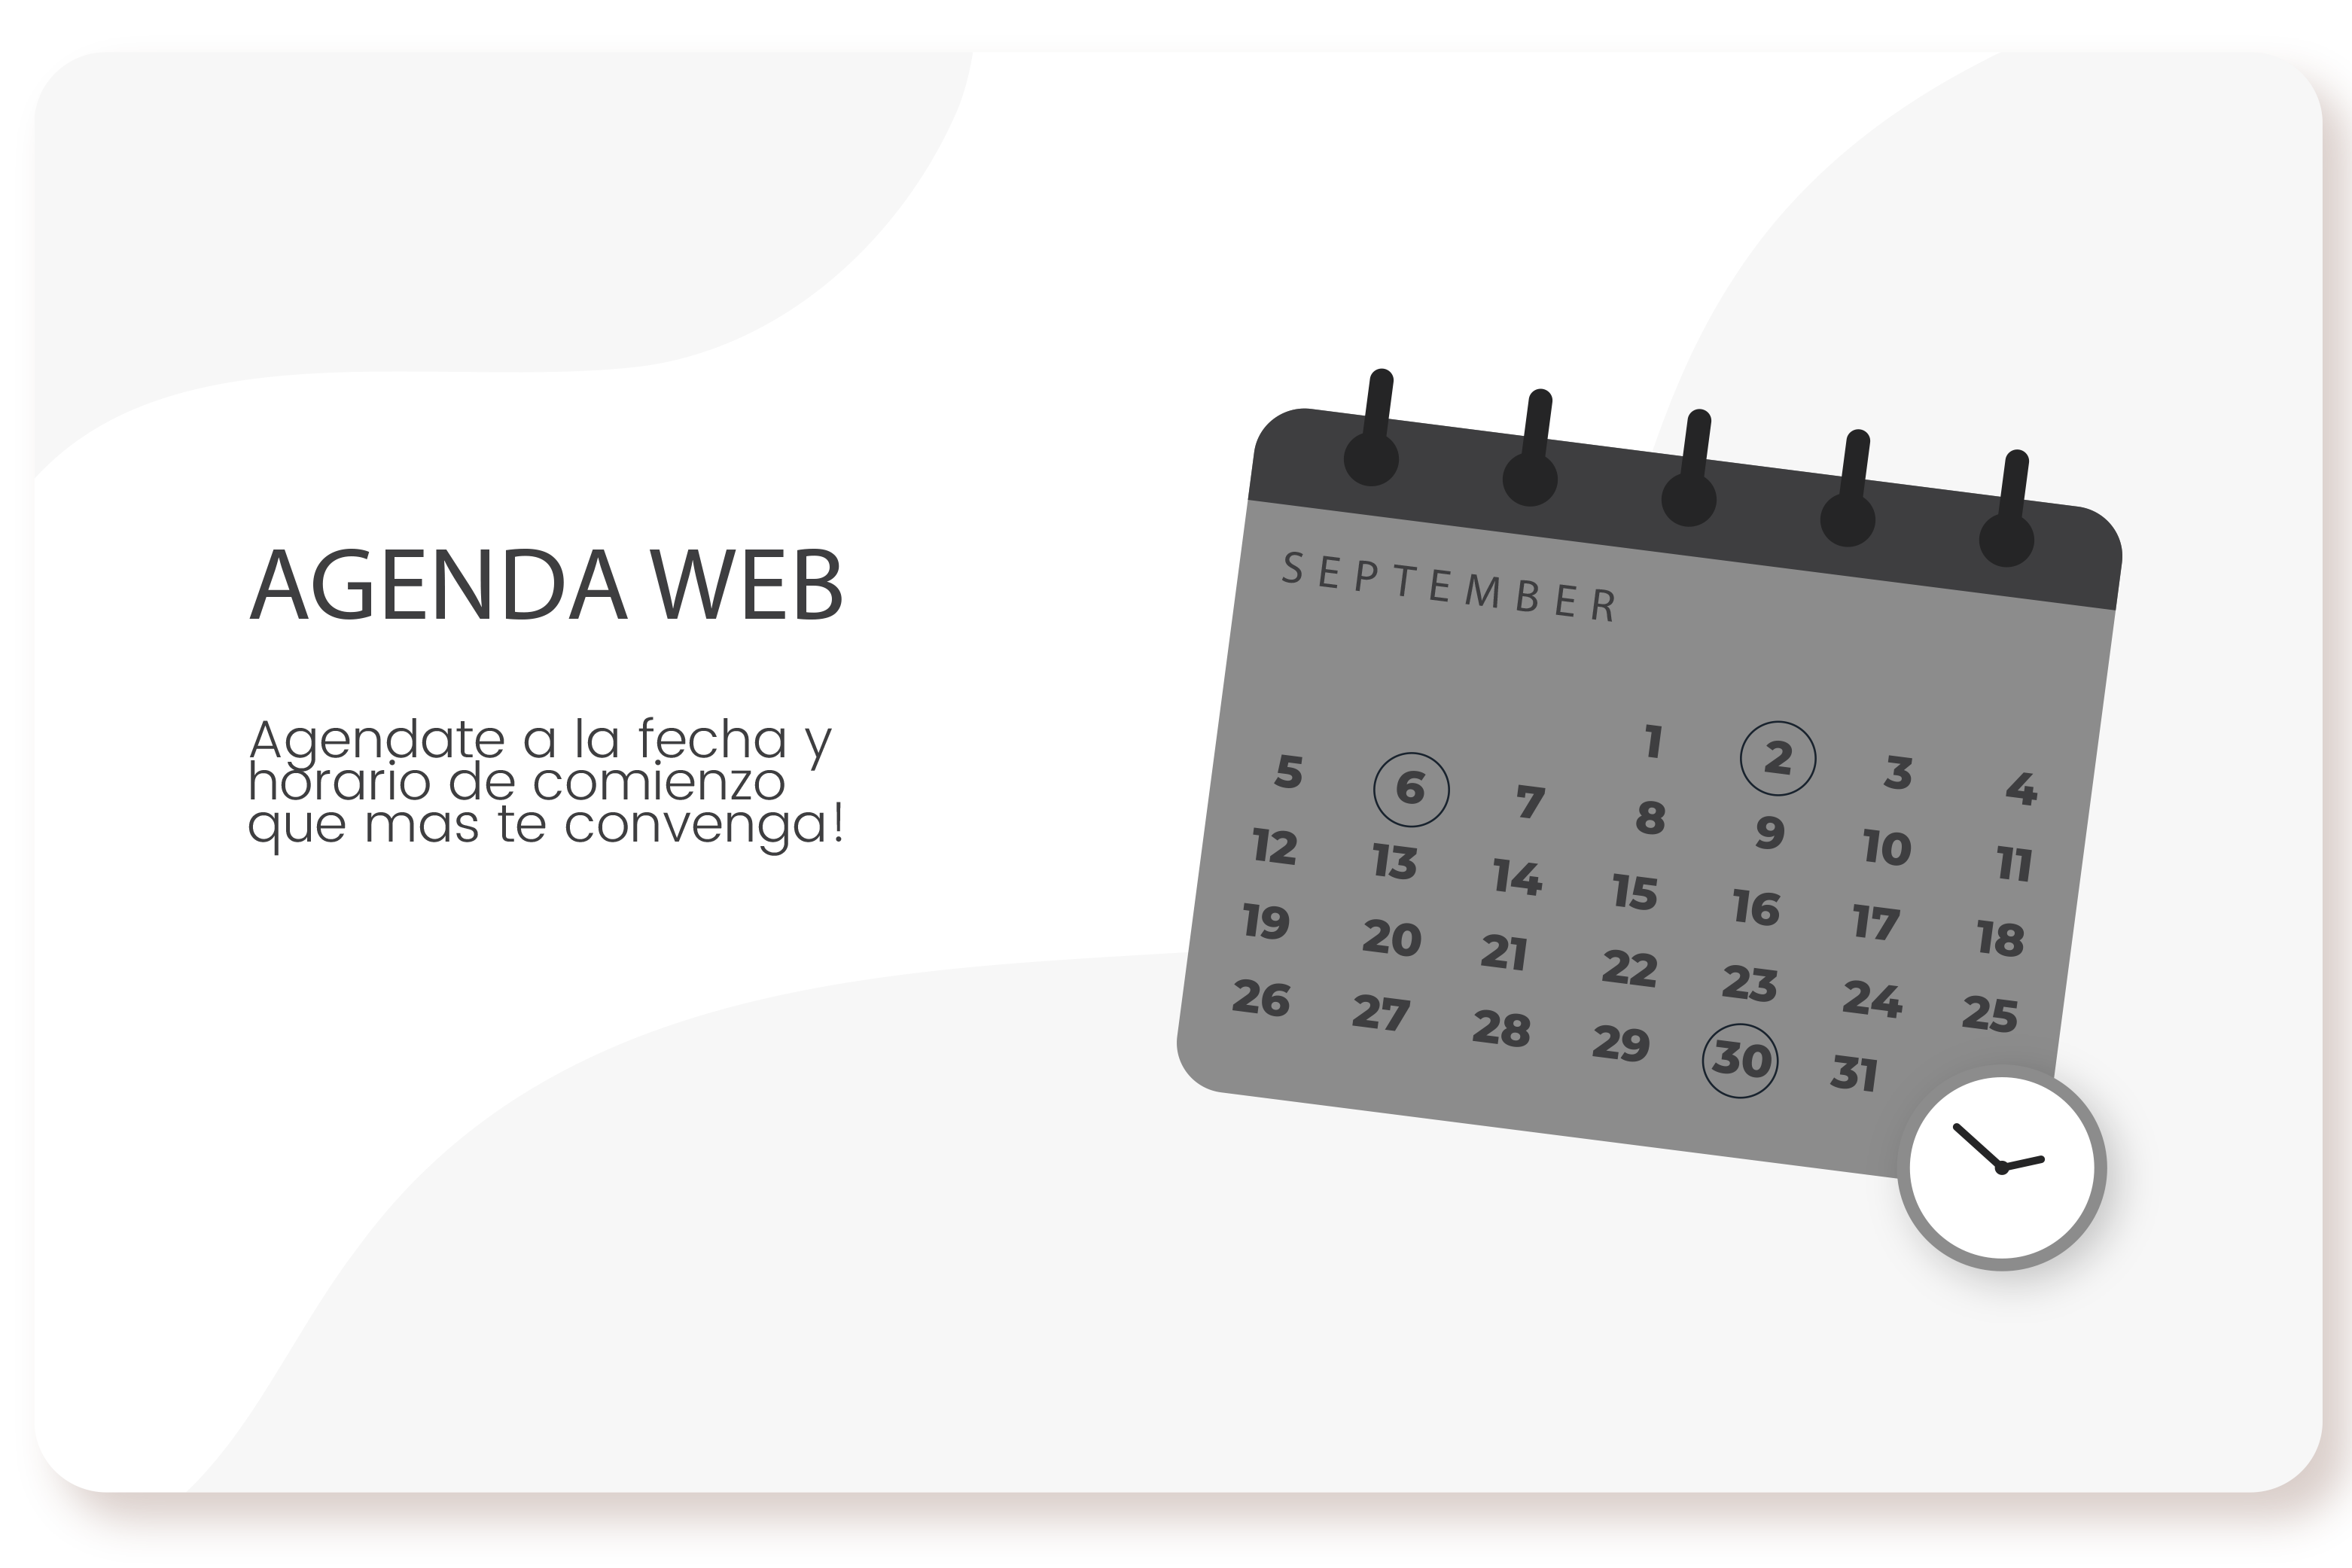 AGENDA WEB
Agendate a la fecha y
horario de comienzo
que mas te convenga!
SEPTEMBER
1 2 3 4
5 6 7 8 9 10 11
12 13 14 15 16 17 18
19 20 21 22 23 24 25
26 27 28 29 30 31